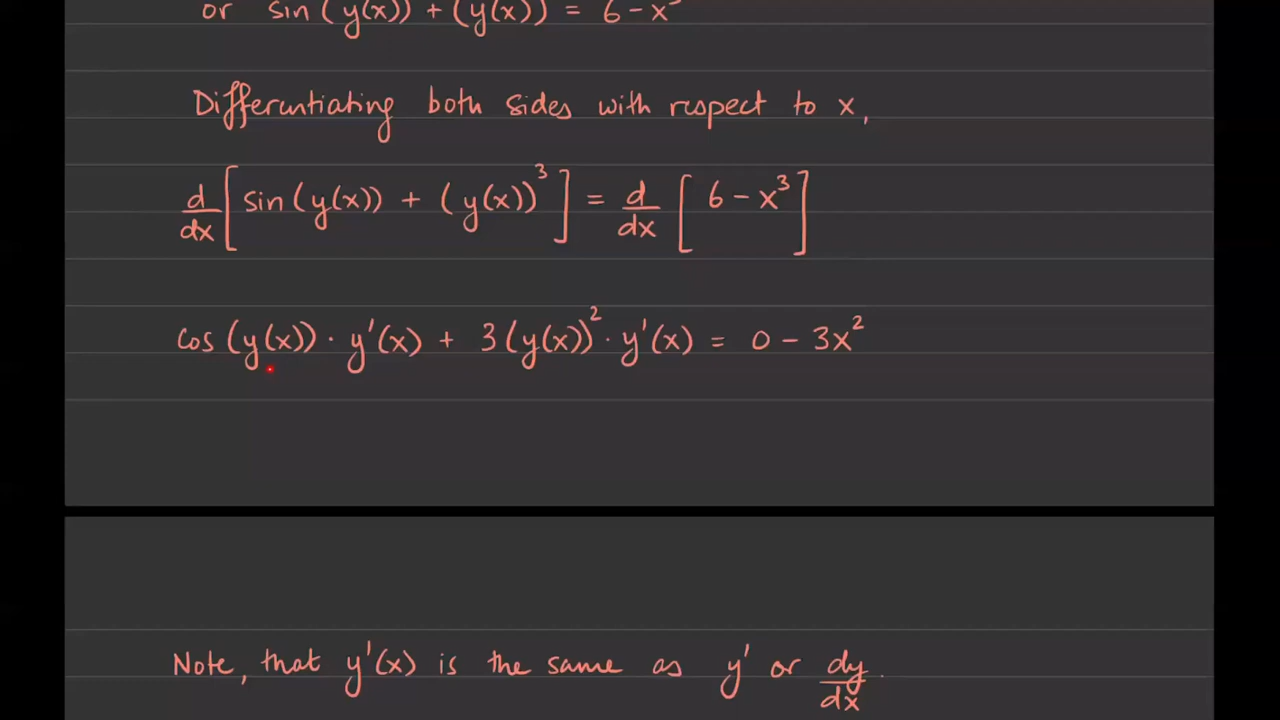 or sin(y(x)) + (y(x)) = 6 - x³
Differentiating both sides with respect to x,
d/dx [sin(y(x)) + (y(x))³] = d/dx [6 - x³]
cos(y(x)) · y'(x) + 3(y(x))² · y'(x) = 0 - 3x²
Note, that y'(x) is the same as y' or dy/dx.